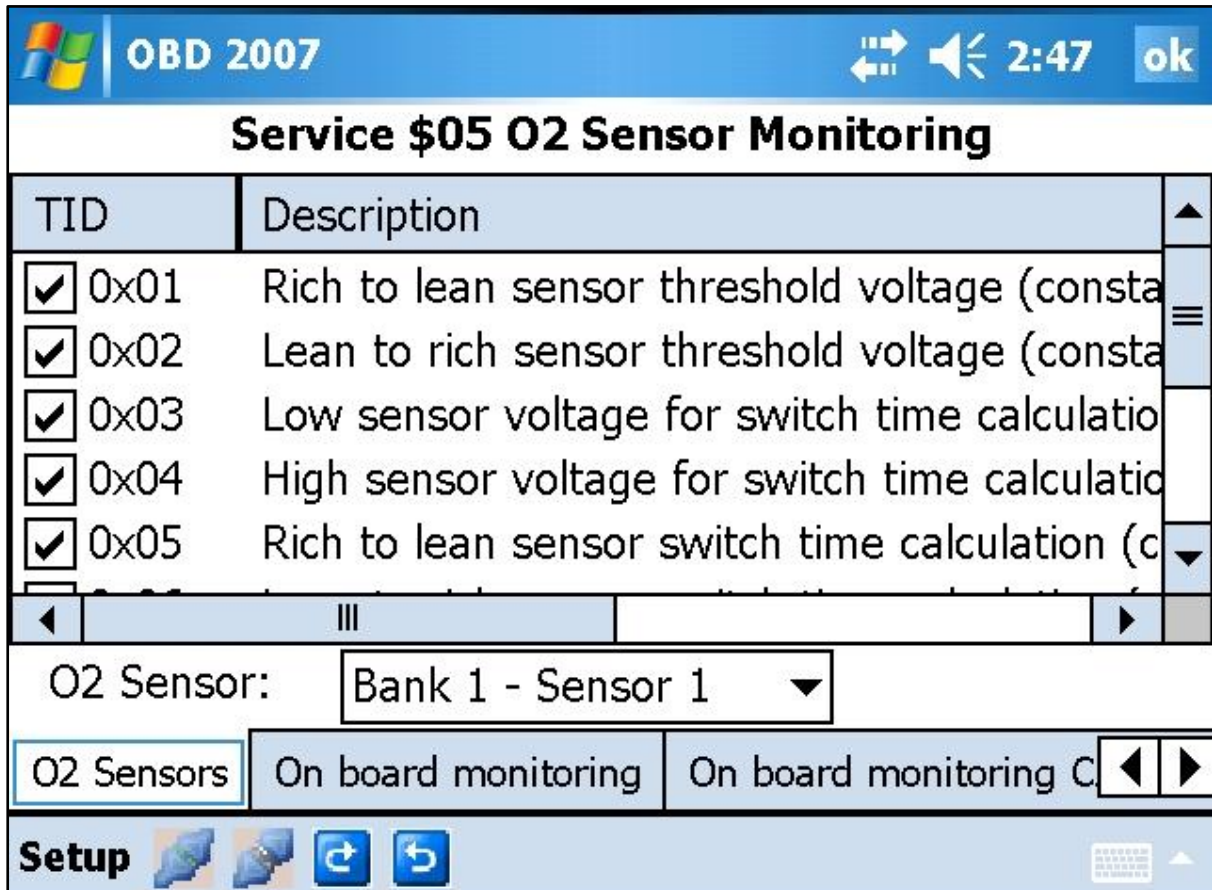 OBD 2007 2:47 ok
Service $05 O2 Sensor Monitoring
TID Description
0x01 Rich to lean sensor threshold voltage (consta
0x02 Lean to rich sensor threshold voltage (consta
0x03 Low sensor voltage for switch time calculatio
0x04 High sensor voltage for switch time calculatio
0x05 Rich to lean sensor switch time calculation (c
O2 Sensor: Bank 1 - Sensor 1
O2 Sensors On board monitoring On board monitoring C
Setup